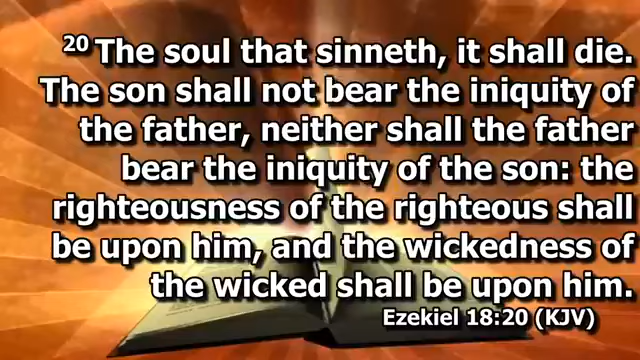 20 The soul that sinneth, it shall die.
The son shall not bear the iniquity of
the father, neither shall the father
bear the iniquity of the son: the
righteousness of the righteous shall
be upon him, and the wickedness of
the wicked shall be upon him.
Ezekiel 18:20 (KJV)